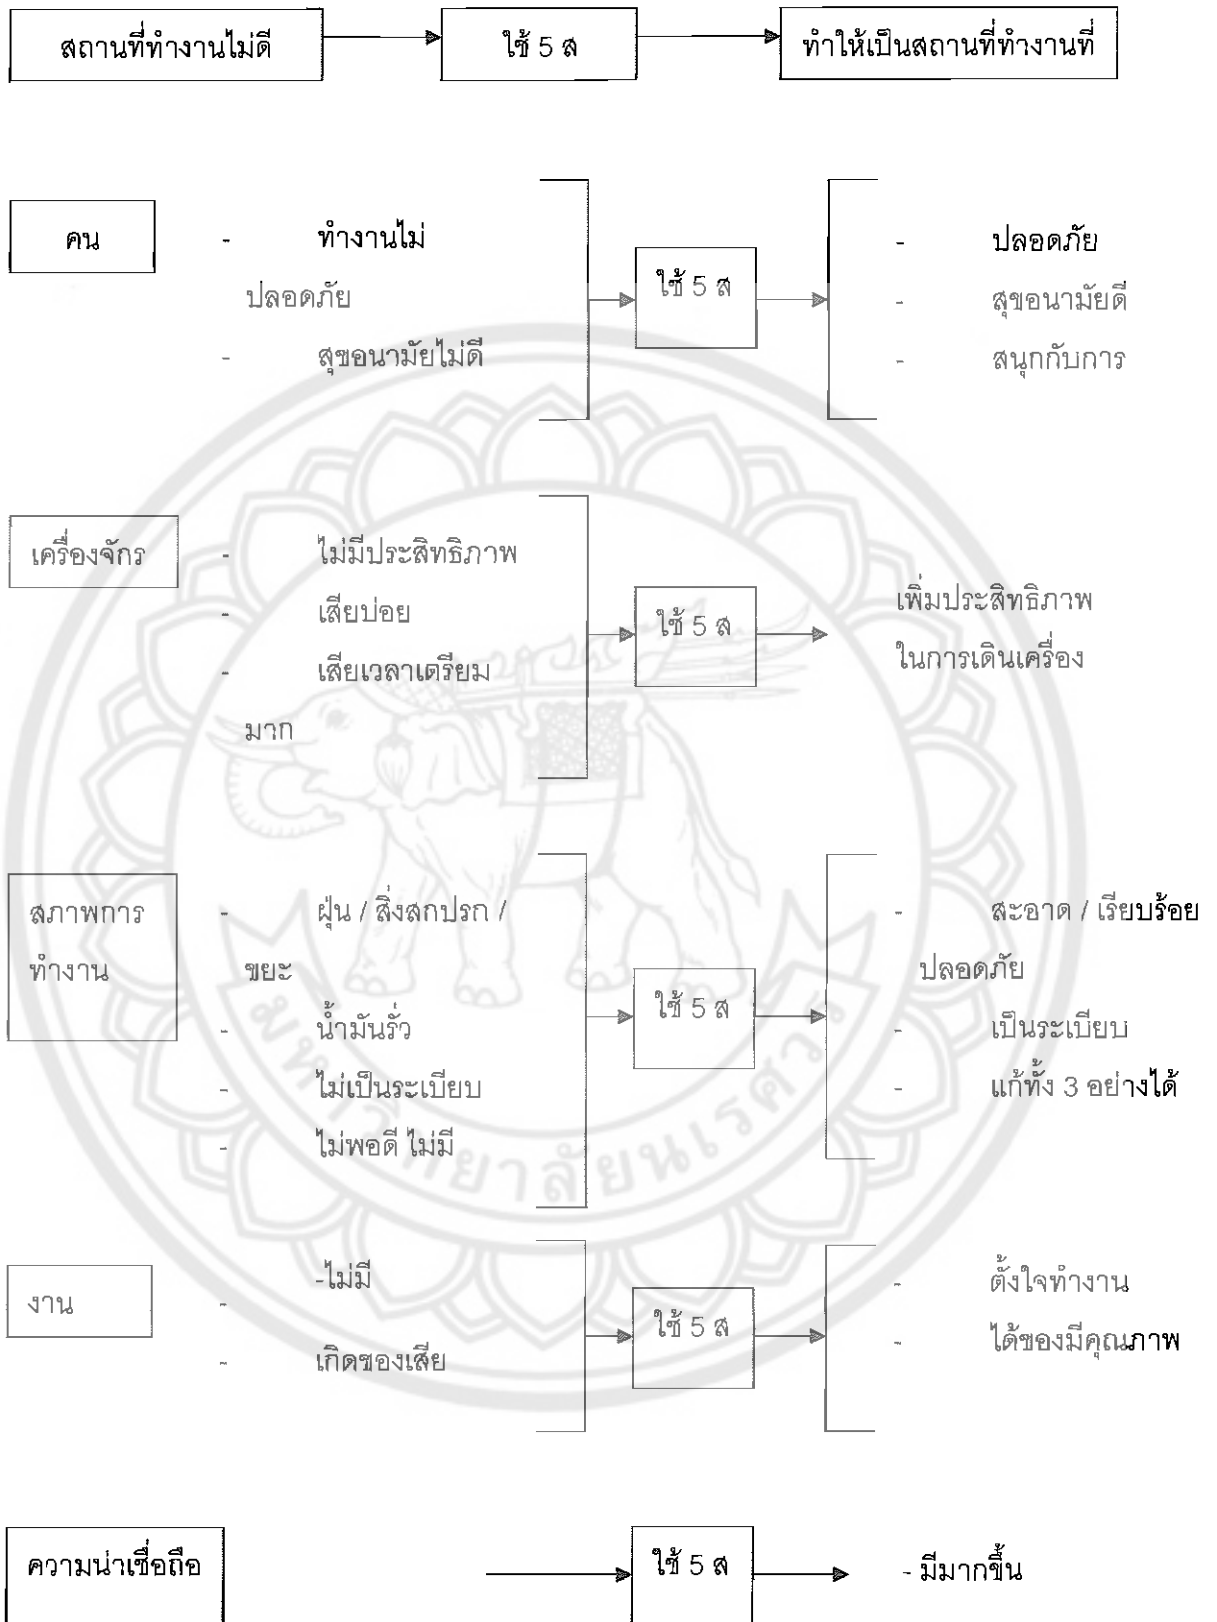 สถานที่ทำงานไม่ดี ใช้ 5 ส ทำให้เป็นสถานที่ทำงานที่
คน - ทำงานไม่ ใช้ 5 ส - ปลอดภัย
ปลอดภัย - สุขอนามัยดี
- สุขอนามัยไม่ดี - สนุกกับการ
เครื่องจักร - ไม่มีประสิทธิภาพ เพิ่มประสิทธิภาพ
- เสียบ่อย ใช้ 5 ส ในการเดินเครื่อง
- เสียเวลาเตรียม
มาก
สภาพการ - ฝุ่น / สิ่งสกปรก / - สะอาด / เรียบร้อย
ทำงาน ขยะ ใช้ 5 ส ปลอดภัย
- น้ำมันรั่ว - เป็นระเบียบ
- ไม่เป็นระเบียบ - แก้ทั้ง 3 อย่างได้
- ไม่พอดี ไม่มี
มหาวิทยาลัยนเรศวร
งาน - -ไม่มี ใช้ 5 ส - ตั้งใจทำงาน
- เกิดของเสีย - ได้ของมีคุณภาพ
ความน่าเชื่อถือ ใช้ 5 ส - มีมากขึ้น